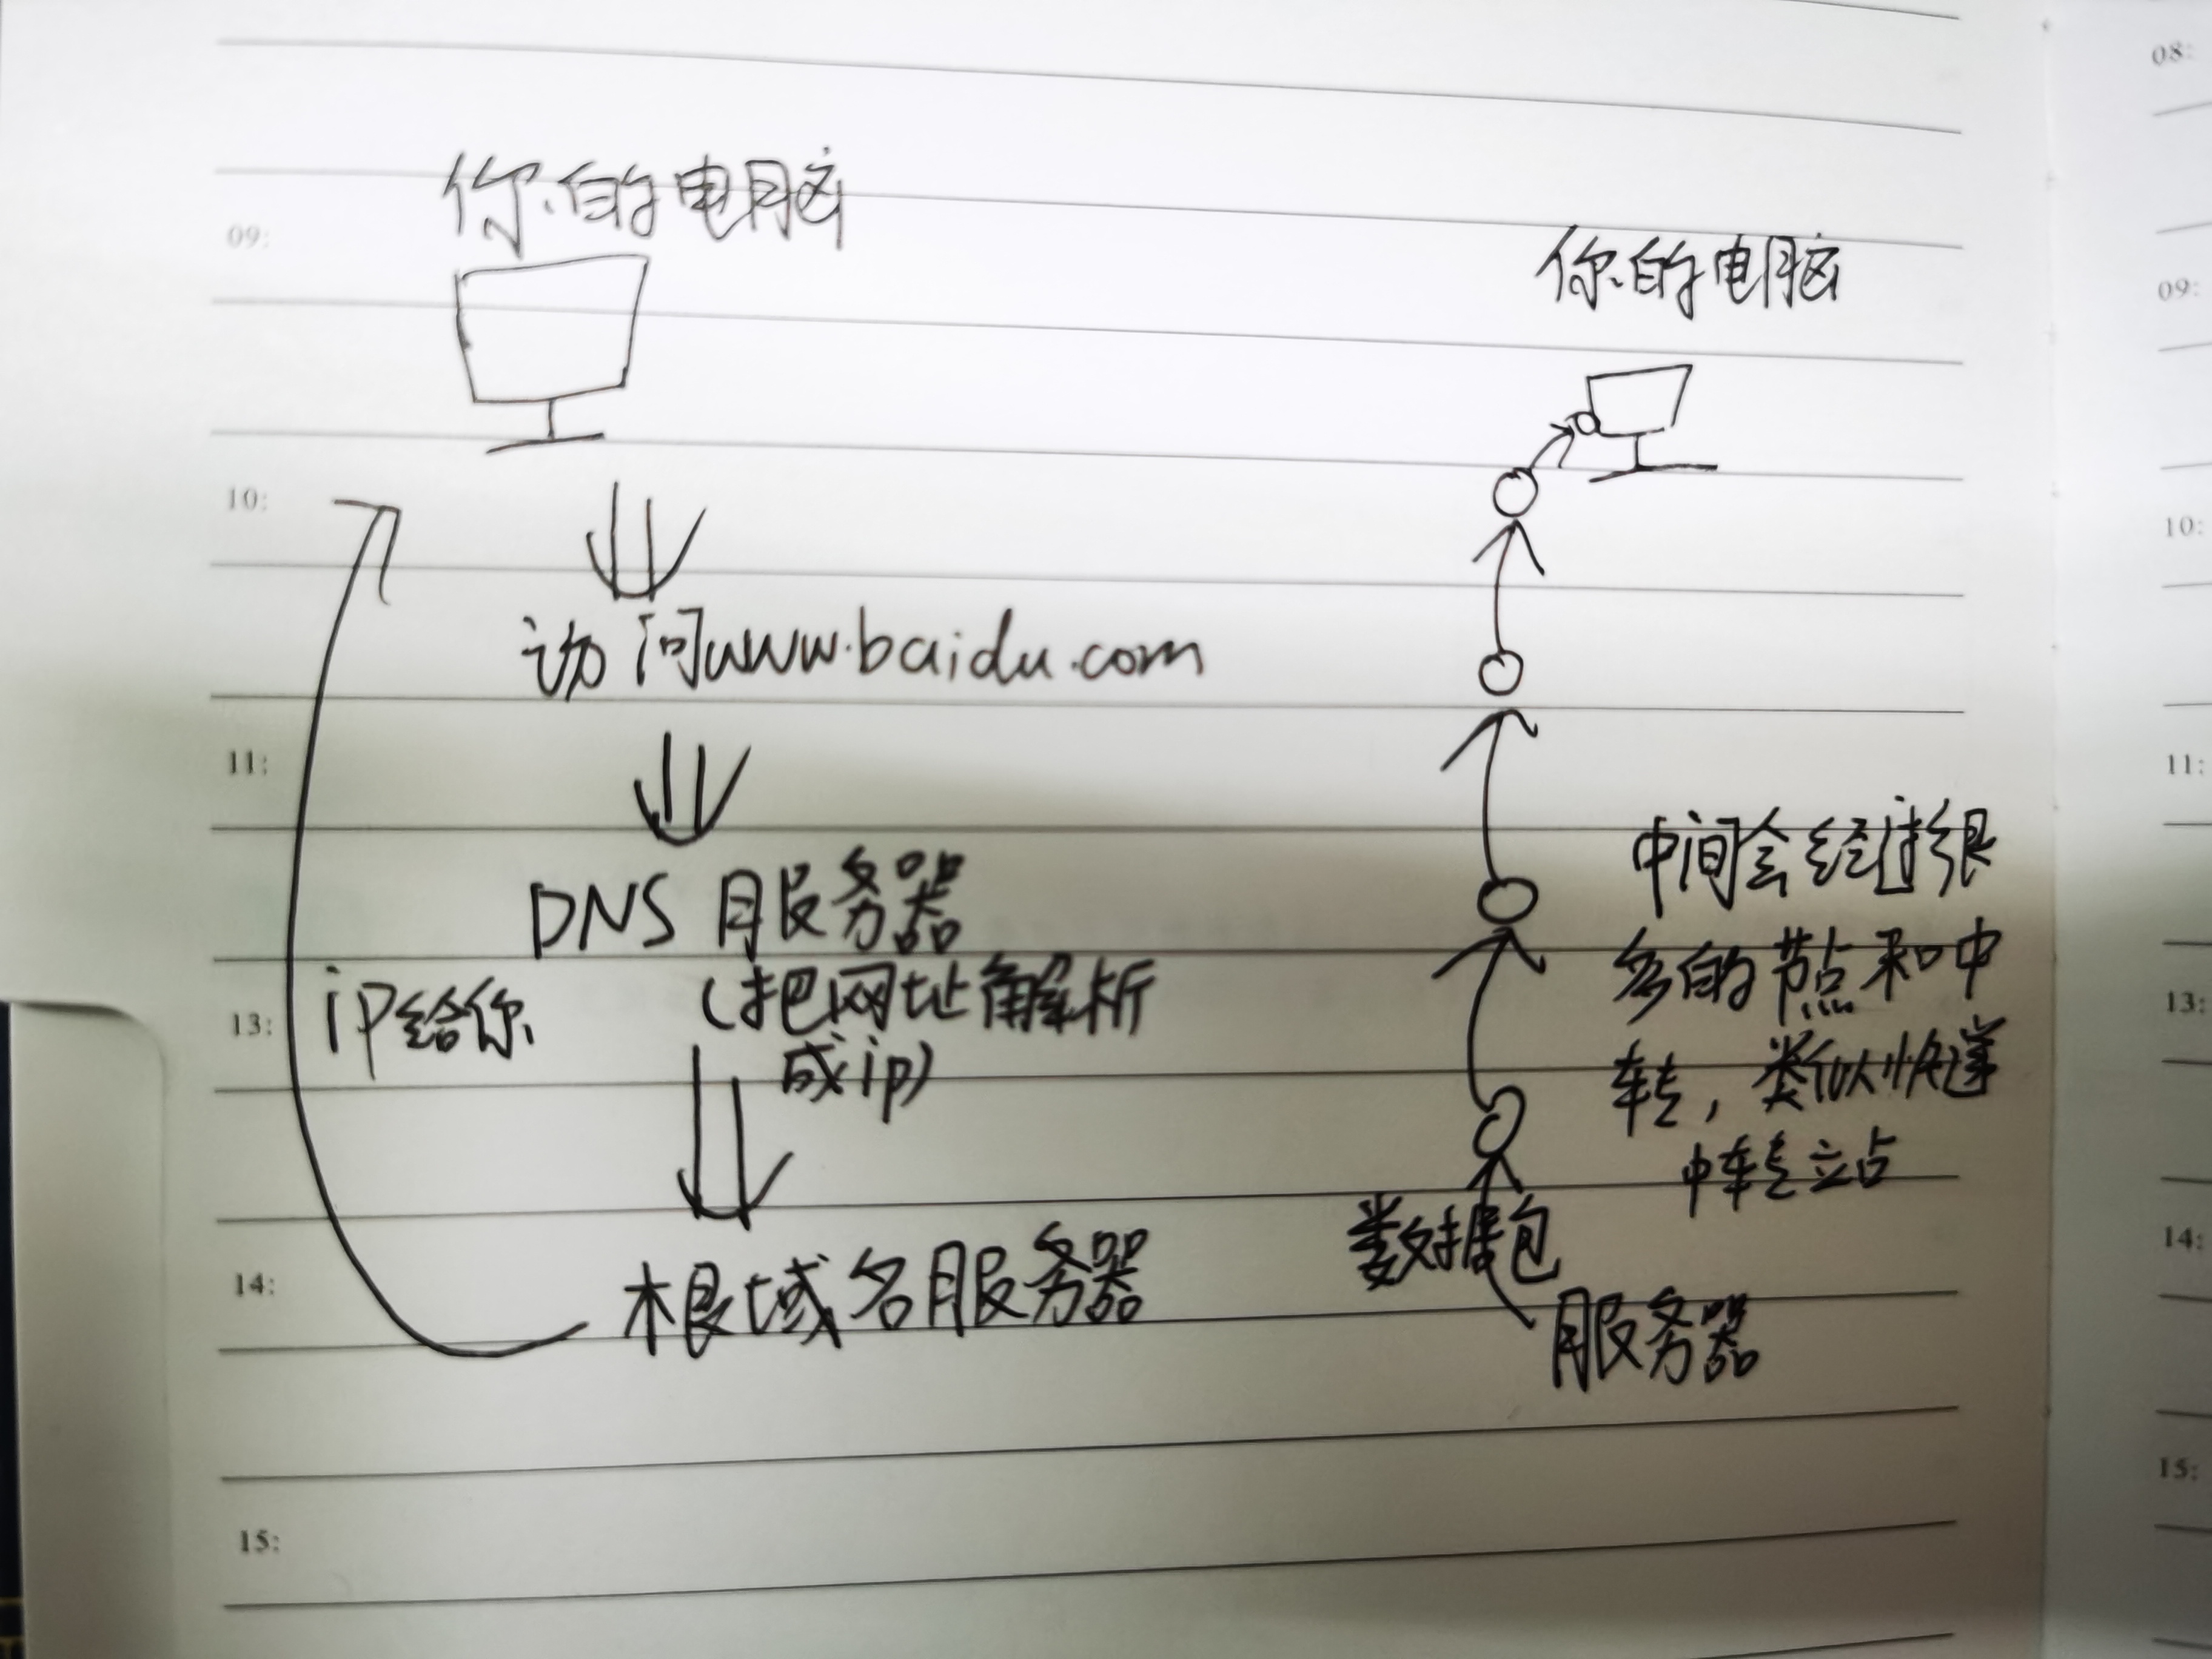 你的电脑
访问www.baidu.com
DNS 服务器
(把网址解析
成ip)
ip给你
根域名服务器
你的电脑
中间会经过很
多的节点和中
转，类似快递
中转站
数据包
服务器
09:
10:
11:
13:
14:
15:
08:
09:
10:
11:
13:
14:
15: